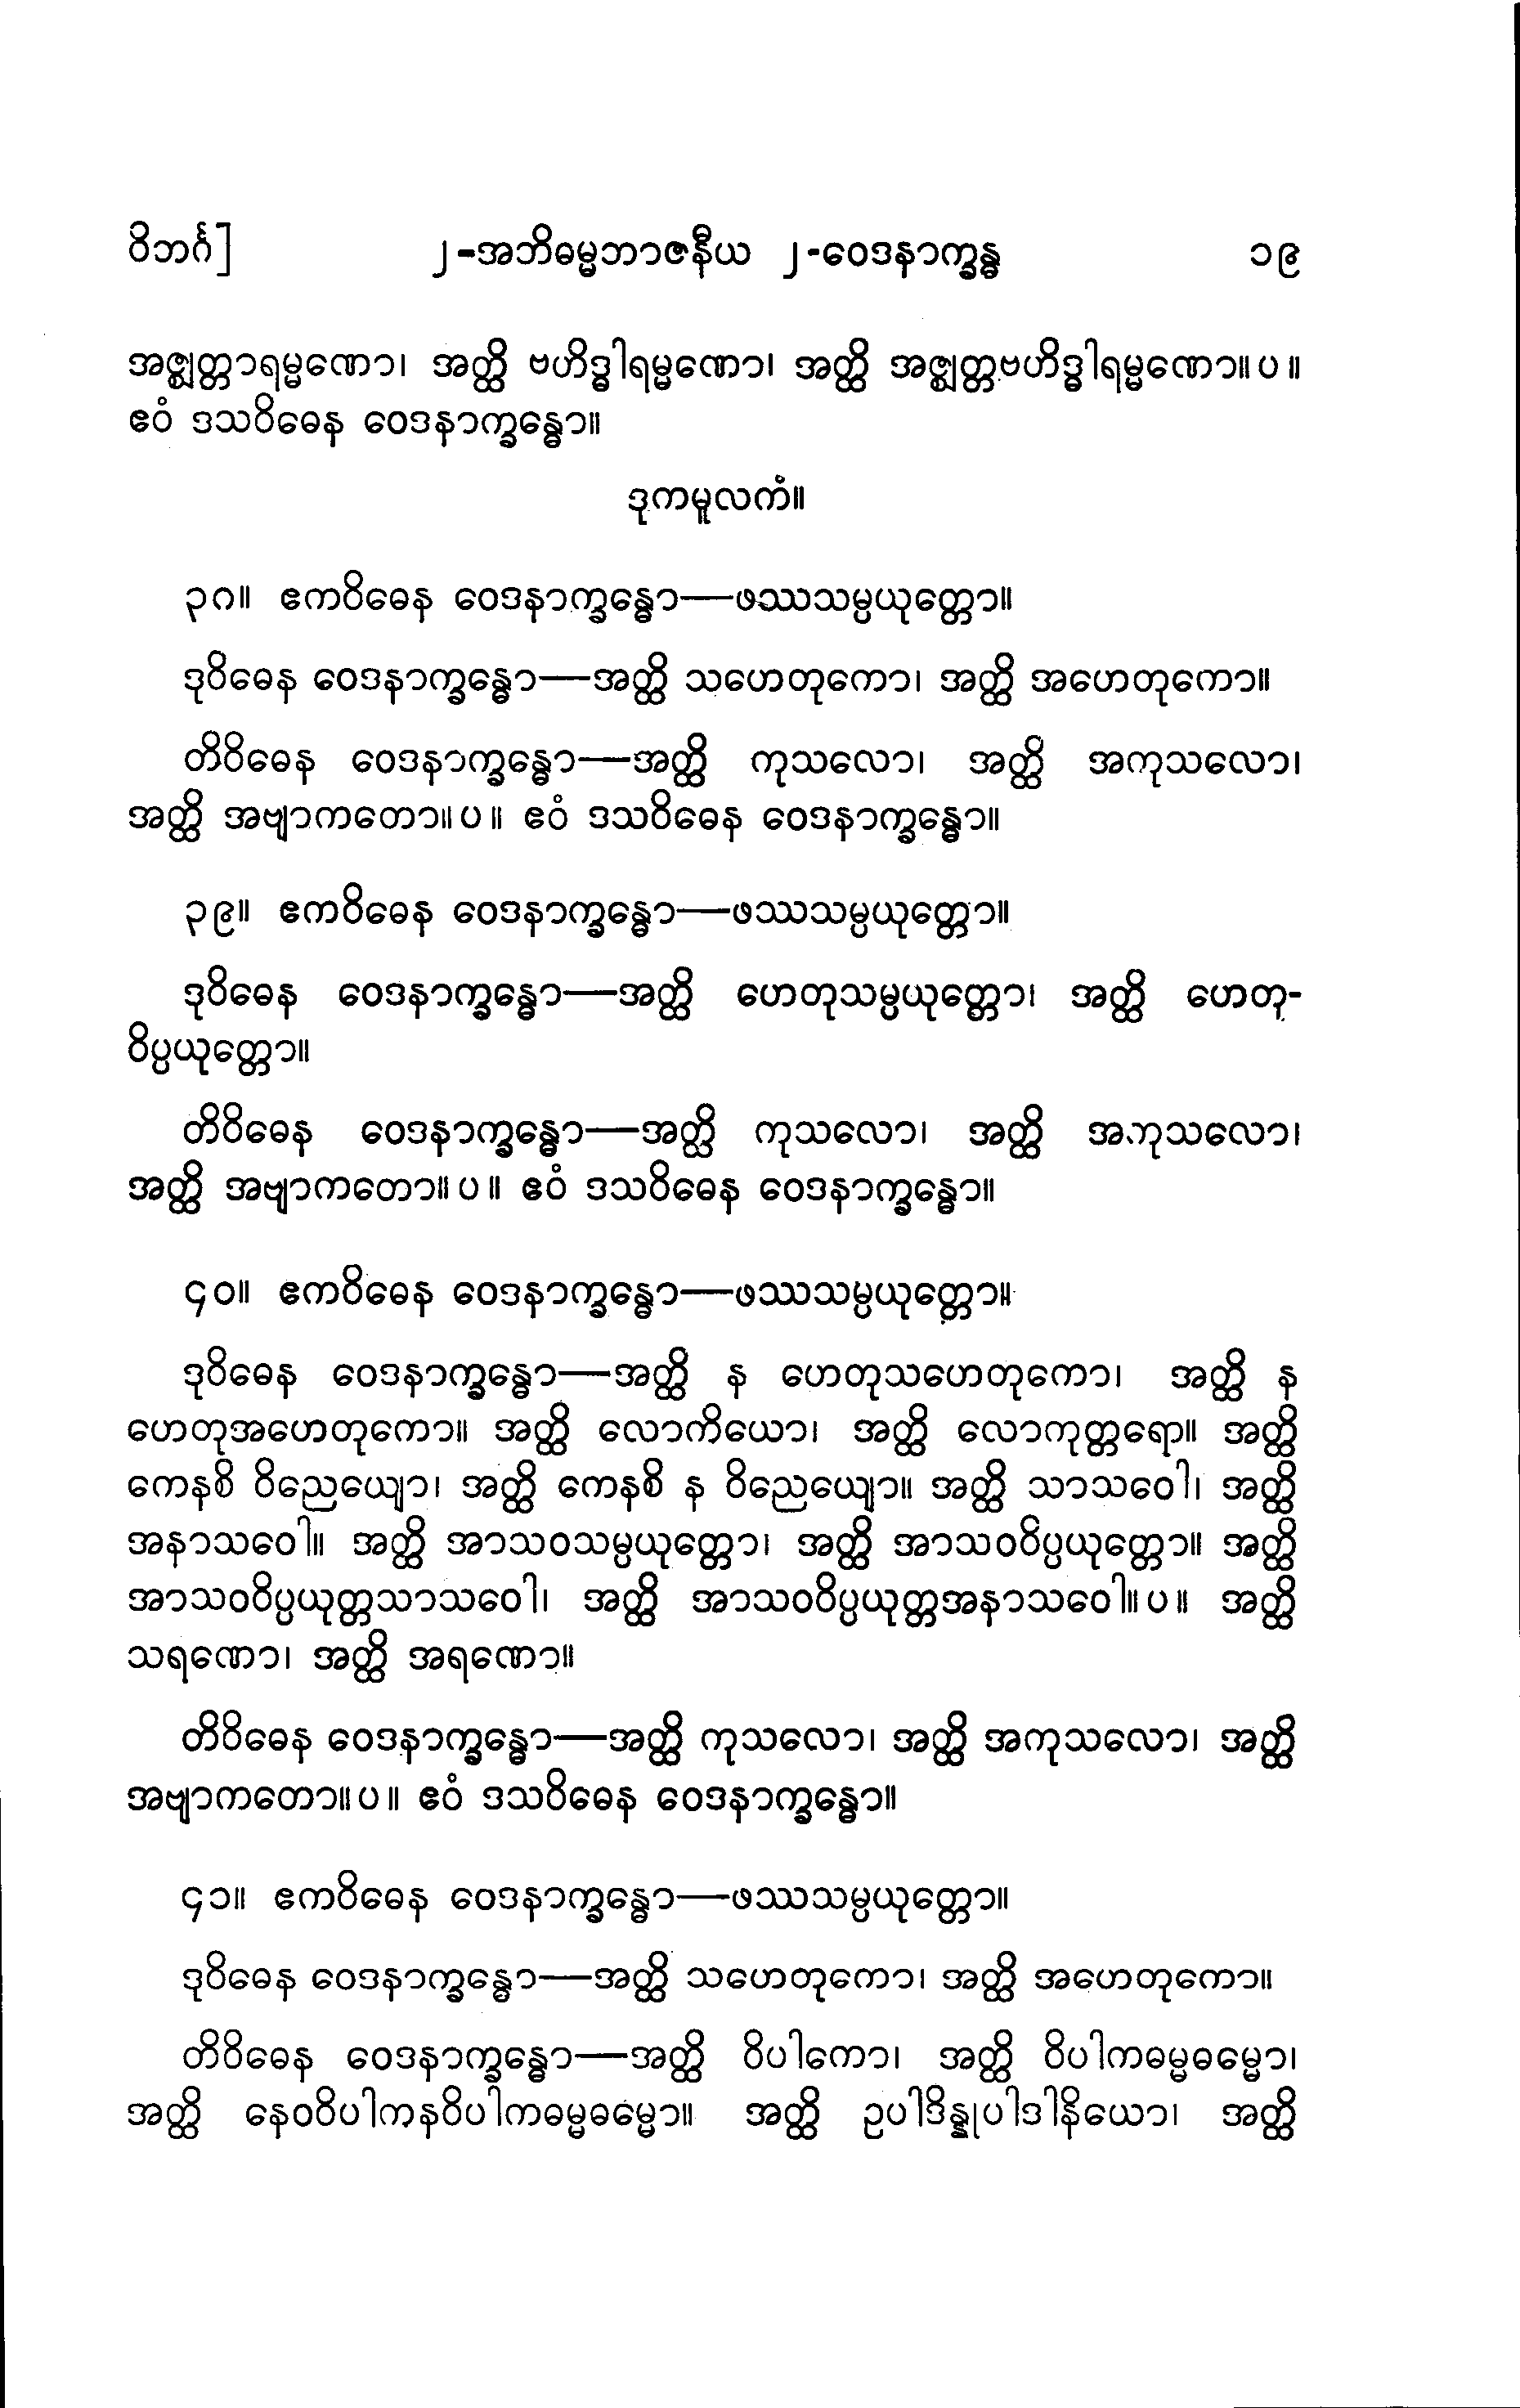 ဝိဘင်္ဂ] ၂-အဘိဓမ္မဘာဇနီယ ၂-ဝေဒနာက္ခန္ဓ ၁၉
အဇ္ဈတ္တာရမ္မဏော၊ အတ္ထိ ဗဟိဒ္ဓါရမ္မဏော၊ အတ္ထိ အဇ္ဈတ္တဗဟိဒ္ဓါရမ္မဏော။ပ။
ဧဝံ ဒသဝိဓေန ဝေဒနာက္ခန္ဓော။
ဒုကမူလကံ။
၃၈။ ဧကဝိဓေန ဝေဒနာက္ခန္ဓော—ဖဿသမ္ပယုတ္တော။
ဒုဝိဓေန ဝေဒနာက္ခန္ဓော—အတ္ထိ သဟေတုကော၊ အတ္ထိ အဟေတုကော။
တိဝိဓေန ဝေဒနာက္ခန္ဓော—အတ္ထိ ကုသလော၊ အတ္ထိ အကုသလော၊
အတ္ထိ အဗျာကတော။ပ။ ဧဝံ ဒသဝိဓေန ဝေဒနာက္ခန္ဓော။
၃၉။ ဧကဝိဓေန ဝေဒနာက္ခန္ဓော—ဖဿသမ္ပယုတ္တော။
ဒုဝိဓေန ဝေဒနာက္ခန္ဓော—အတ္ထိ ဟေတုသမ္ပယုတ္တော၊ အတ္ထိ ဟေတု-
ဝိပ္ပယုတ္တော။
တိဝိဓေန ဝေဒနာက္ခန္ဓော—အတ္ထိ ကုသလော၊ အတ္ထိ အကုသလော၊
အတ္ထိ အဗျာကတော။ပ။ ဧဝံ ဒသဝိဓေန ဝေဒနာက္ခန္ဓော။
၄၀။ ဧကဝိဓေန ဝေဒနာက္ခန္ဓော—ဖဿသမ္ပယုတ္တော။
ဒုဝိဓေန ဝေဒနာက္ခန္ဓော—အတ္ထိ န ဟေတုသဟေတုကော၊ အတ္ထိ န
ဟေတုအဟေတုကော။ အတ္ထိ လောကိယော၊ အတ္ထိ လောကုတ္တရော။ အတ္ထိ
ကေနစိ ဝိညေယျော၊ အတ္ထိ ကေနစိ န ဝိညေယျော။ အတ္ထိ သာသဝေါ၊ အတ္ထိ
အနာသဝေါ။ အတ္ထိ အာသဝသမ္ပယုတ္တော၊ အတ္ထိ အာသဝဝိပ္ပယုတ္တော။ အတ္ထိ
အာသဝဝိပ္ပယုတ္တသာသဝေါ၊ အတ္ထိ အာသဝဝိပ္ပယုတ္တအနာသဝေါ။ပ။ အတ္ထိ
သရဏော၊ အတ္ထိ အရဏော။
တိဝိဓေန ဝေဒနာက္ခန္ဓော—အတ္ထိ ကုသလော၊ အတ္ထိ အကုသလော၊ အတ္ထိ
အဗျာကတော။ပ။ ဧဝံ ဒသဝိဓေန ဝေဒနာက္ခန္ဓော။
၄၁။ ဧကဝိဓေန ဝေဒနာက္ခန္ဓော—ဖဿသမ္ပယုတ္တော။
ဒုဝိဓေန ဝေဒနာက္ခန္ဓော—အတ္ထိ သဟေတုကော၊ အတ္ထိ အဟေတုကော။
တိဝိဓေန ဝေဒနာက္ခန္ဓော—အတ္ထိ ဝိပါကော၊ အတ္ထိ ဝိပါကဓမ္မဓမ္မော၊
အတ္ထိ နေဝဝိပါကနဝိပါကဓမ္မဓမ္မော။ အတ္ထိ ဥပါဒိန္နုပါဒါနိယော၊ အတ္ထိ